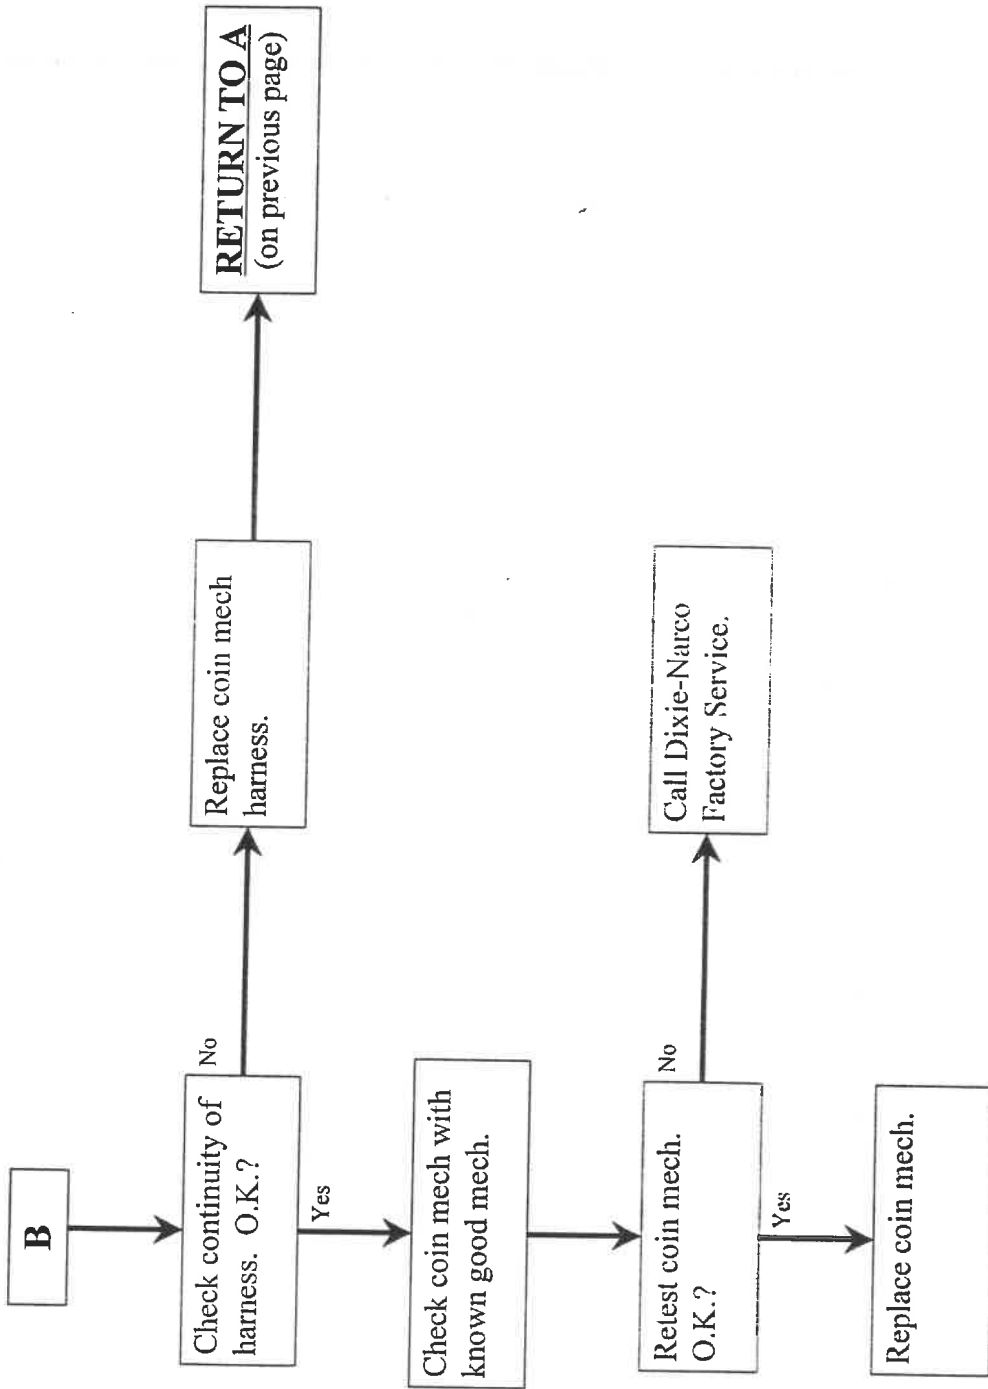 B
Check continuity of
harness. O.K.?
No
Replace coin mech
harness.
RETURN TO A
(on previous page)
Yes
Check coin mech with
known good mech.
Retest coin mech.
O.K.?
No
Call Dixie-Narco
Factory Service.
Yes
Replace coin mech.